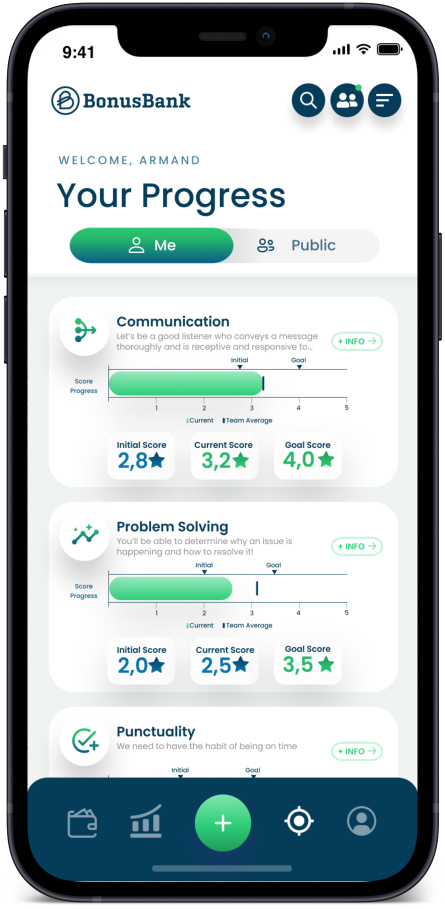 9:41
BonusBank
WELCOME, ARMAND
Your Progress
Me
Public
Communication
Let's be a good listener who conveys a message
thoroughly and is receptive and responsive to...
+ INFO →
Initial Goal
Score
Progress
1 2 3 4 5
Current Team Average
Initial Score Current Score Goal Score
2,8 3,2 4,0
Problem Solving
You'll be able to determine why an issue is
happening and how to resolve it!
+ INFO →
Initial Goal
Score
Progress
1 2 3 4 5
Current Team Average
Initial Score Current Score Goal Score
2,0 2,5 3,5
Punctuality
We need to have the habit of being on time
+ INFO →
Initial Goal